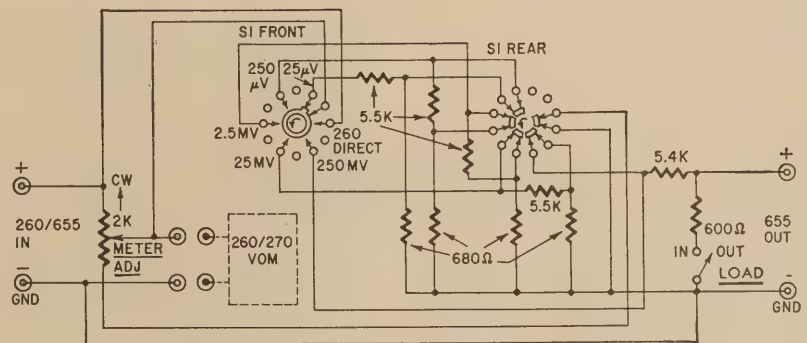 SI FRONT
SI REAR
250
μV
25μV
5.5K
2.5MV
260
DIRECT
25MV
250MV
5.5K
5.4K
+
CW
2K
260/655
IN
METER
ADJ
260/270
VOM
680Ω
600Ω
IN
OUT
LOAD
+
655
OUT
-
GND
-
GND